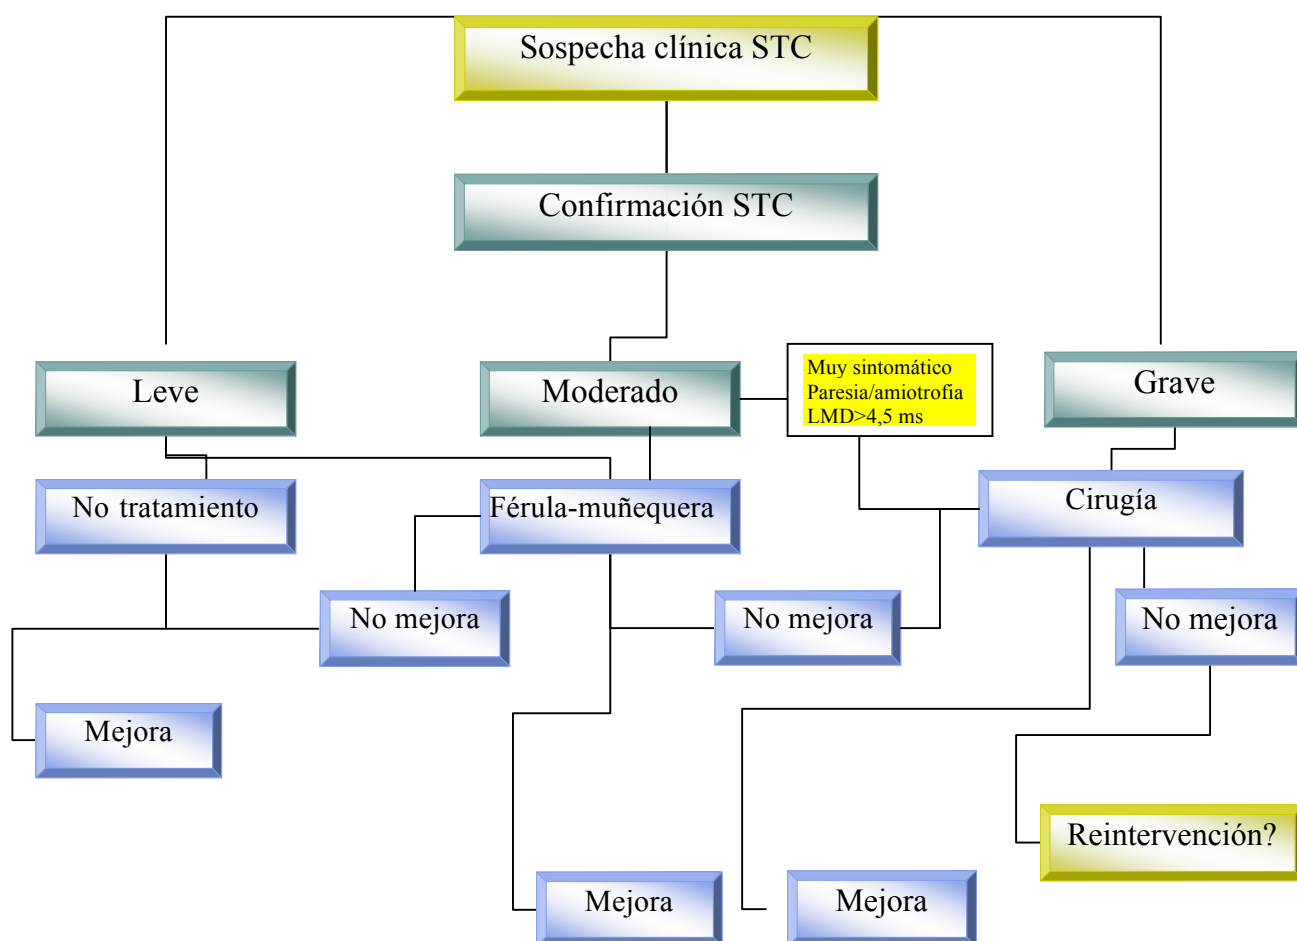 Sospecha clínica STC
Confirmación STC
Leve
Moderado
Muy sintomático
Paresia/amiotrofia
LMD>4,5 ms
Grave
No tratamiento
Férula-muñequera
Cirugía
No mejora
No mejora
No mejora
Mejora
Reintervención?
Mejora
Mejora